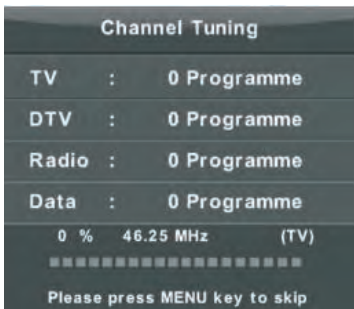 Channel Tuning
TV : 0 Programme
DTV : 0 Programme
Radio : 0 Programme
Data : 0 Programme
0 % 46.25 MHz (TV)
Please press MENU key to skip